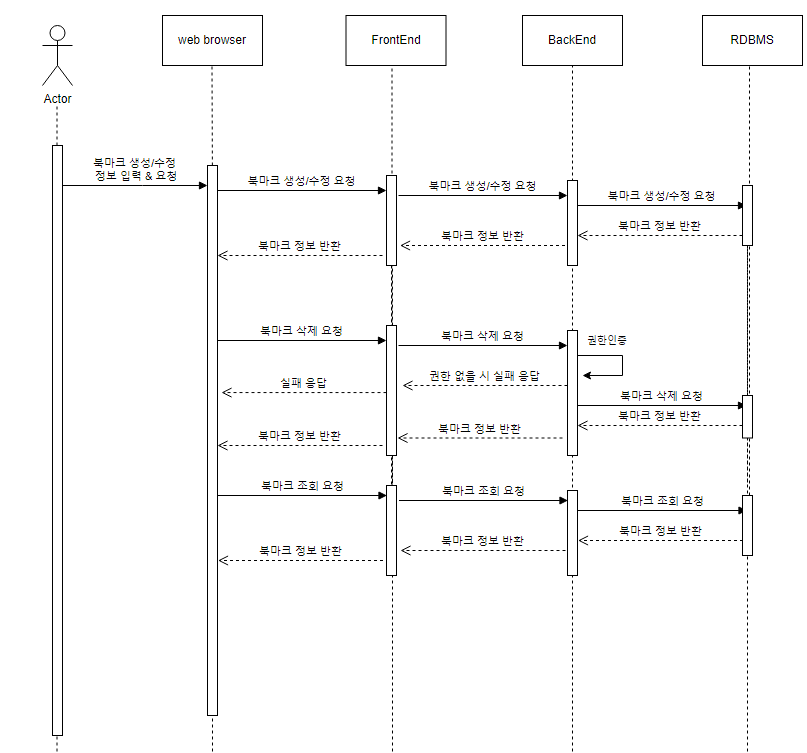 web browser
FrontEnd
BackEnd
RDBMS
Actor
북마크 생성/수정
정보 입력 & 요청
북마크 생성/수정 요청
북마크 생성/수정 요청
북마크 생성/수정 요청
북마크 정보 반환
북마크 정보 반환
북마크 정보 반환
북마크 삭제 요청
북마크 삭제 요청
권한인증
권한 없을 시 실패 응답
실패 응답
북마크 삭제 요청
북마크 정보 반환
북마크 정보 반환
북마크 정보 반환
북마크 조회 요청
북마크 조회 요청
북마크 조회 요청
북마크 정보 반환
북마크 정보 반환
북마크 정보 반환